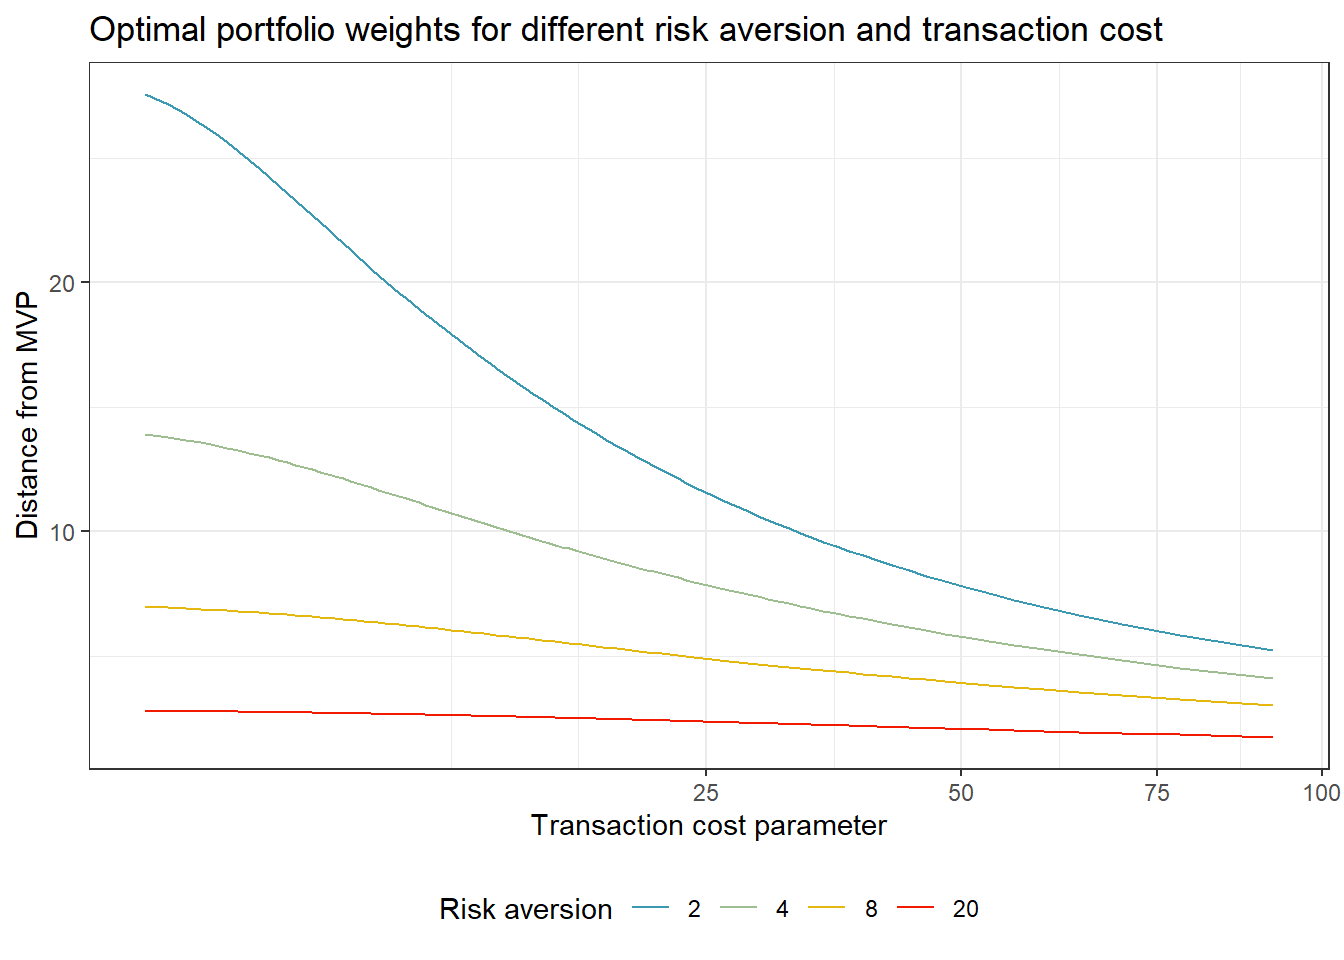 Optimal portfolio weights for different risk aversion and transaction cost
Distance from MVP
20
10
25 50 75 100
Transaction cost parameter
Risk aversion 2 4 8 20